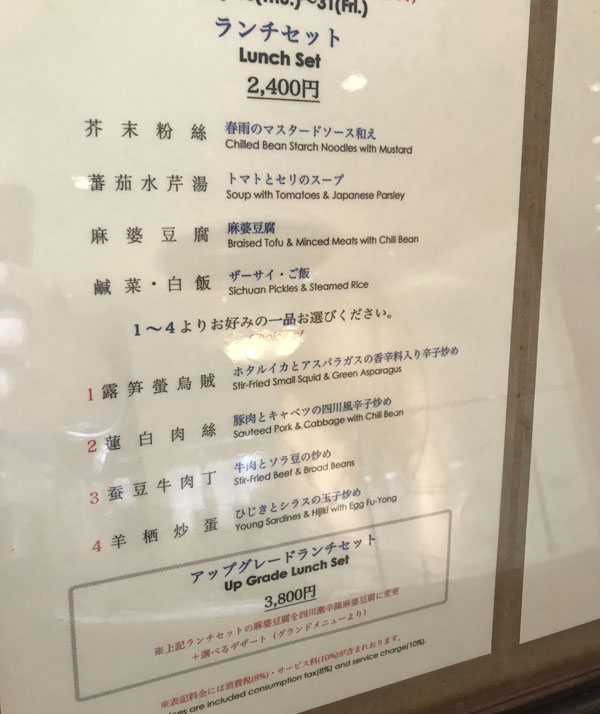 (Thu.)～31(Fri.)
ランチセット
Lunch Set
2,400円
芥末粉絲 春雨のマスタードソース和え
Chilled Bean Starch Noodles with Mustard
蕃茄水芹湯 トマトとセリのスープ
Soup with Tomatoes & Japanese Parsley
麻婆豆腐 麻婆豆腐
Braised Tofu & Minced Meats with Chili Bean
鹹菜・白飯 ザーサイ・ご飯
Sichuan Pickles & Steamed Rice
1～4よりお好みの一品お選びください。
1 露笋螢烏賊 ホタルイカとアスパラガスの香辛料入り辛子炒め
Stir-Fried Small Squid & Green Asparagus
2 蓮白肉絲 豚肉とキャベツの四川風辛子炒め
Sauteed Pork & Cabbage with Chili Bean
3 蚕豆牛肉丁 牛肉とソラ豆の炒め
Stir-Fried Beef & Broad Beans
4 羊栖炒蛋 ひじきとシラスの玉子炒め
Young Sardines & Hijiki with Egg Fu-Yong
アップグレードランチセット
Up Grade Lunch Set
3,800円
※上記ランチセットの麻婆豆腐を四川激辛陳麻婆豆腐に変更
＋選べるデザート（グランドメニューより）
※表記料金には消費税(8%)・サービス料(10%)が含まれております。
are included consumption tax(8%) and service charge(10%).